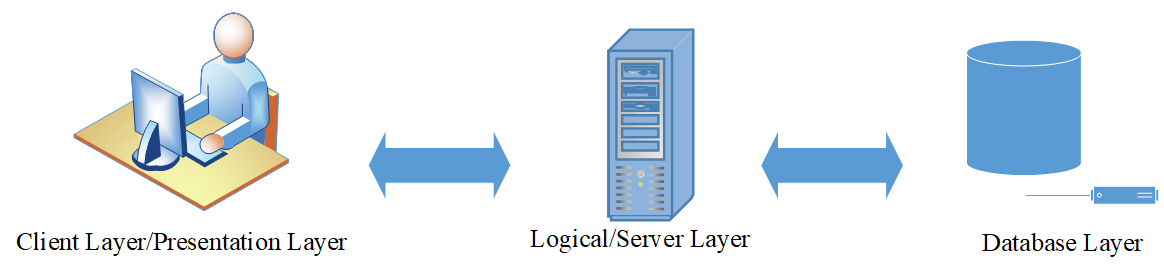 Client Layer/Presentation Layer
Logical/Server Layer
Database Layer